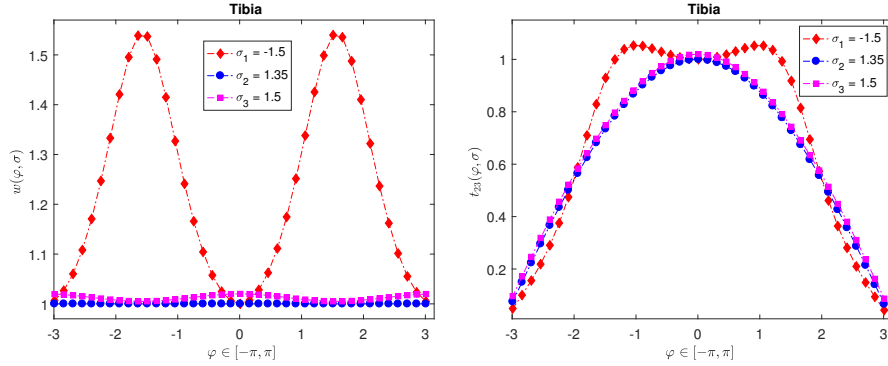 Tibia
w(φ, σ)
1.5
1.4
1.3
1.2
1.1
1
σ₁ = -1.5
σ₂ = 1.35
σ₃ = 1.5
-3 -2 -1 0 1 2 3
φ ∈ [-π, π]
Tibia
t₂₃(φ, σ)
1
0.8
0.6
0.4
0.2
σ₁ = -1.5
σ₂ = 1.35
σ₃ = 1.5
-3 -2 -1 0 1 2 3
φ ∈ [-π, π]